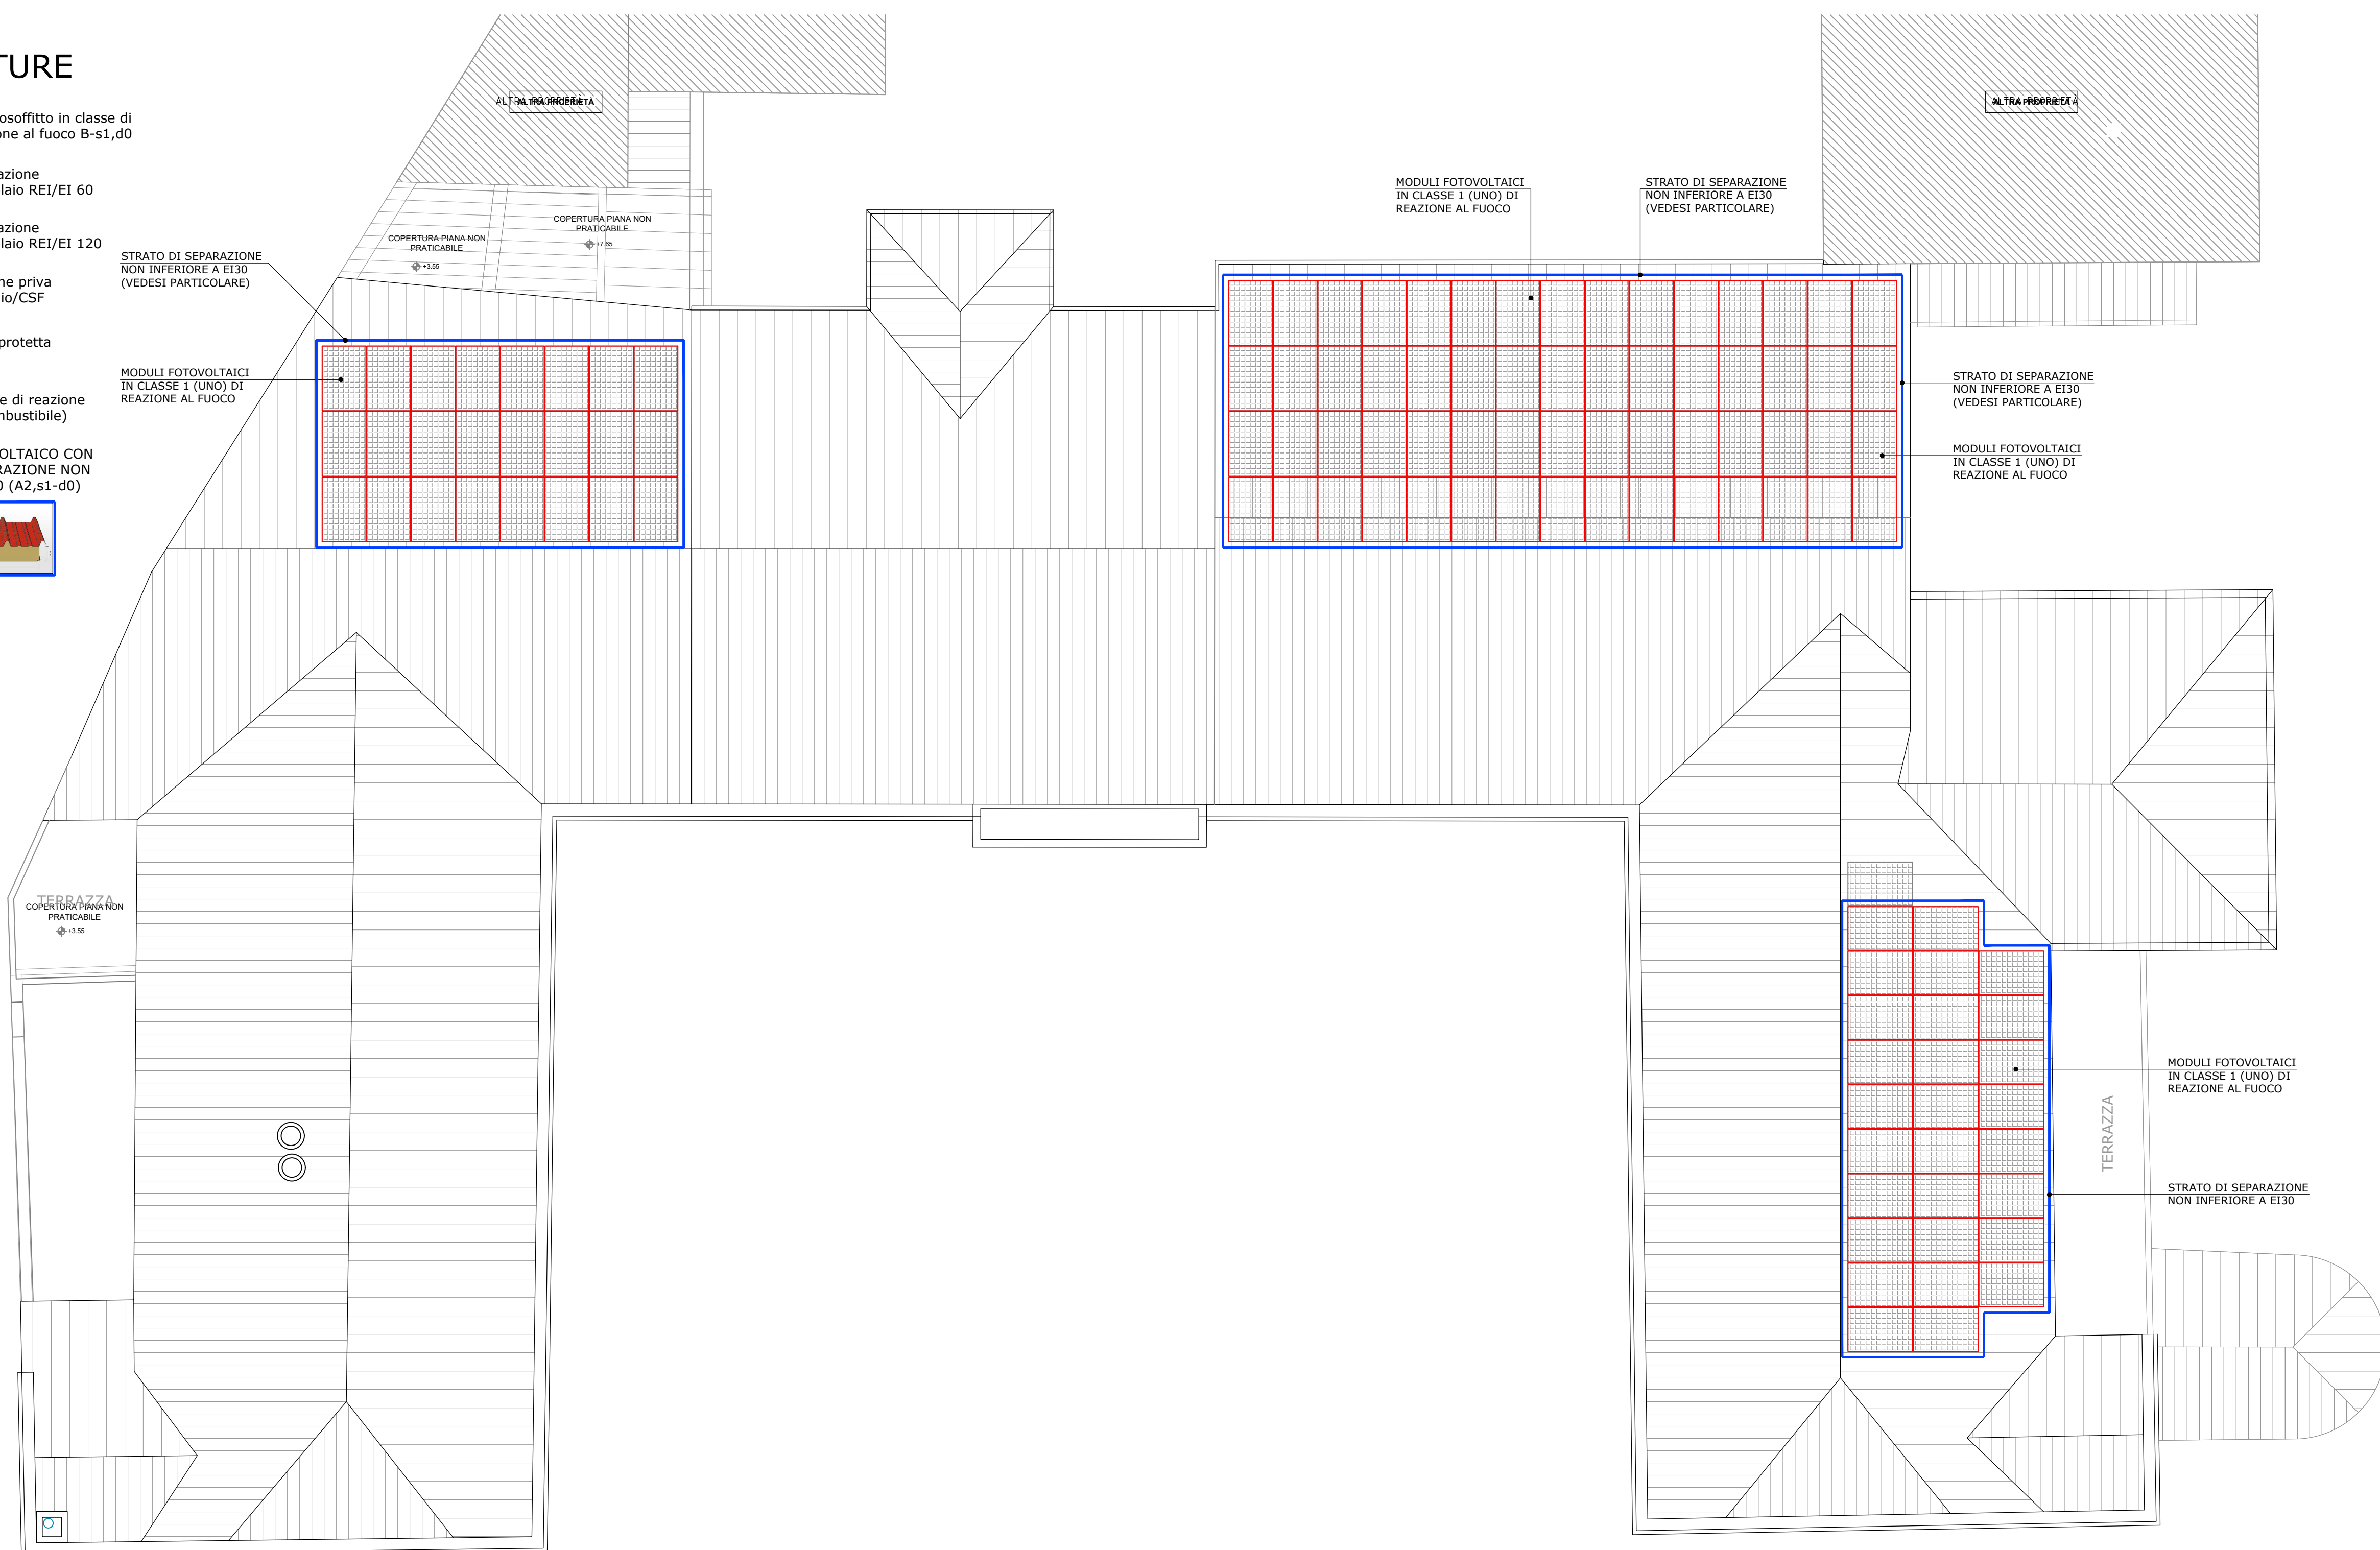 TURE
osoffitto in classe di
one al fuoco B-s1,d0
azione
laio REI/EI 60
azione
laio REI/EI 120
ne priva
io/CSF
protetta
e di reazione
mbustibile)
OLTAICO CON
RAZIONE NON
0 (A2,s1-d0)
STRATO DI SEPARAZIONE
NON INFERIORE A EI30
(VEDESI PARTICOLARE)
MODULI FOTOVOLTAICI
IN CLASSE 1 (UNO) DI
REAZIONE AL FUOCO
ALTRA PROPRIETÀ
ALTRA PROPRIETÀ
COPERTURA PIANA NON
PRATICABILE
+7.65
COPERTURA PIANA NON
PRATICABILE
+3.55
MODULI FOTOVOLTAICI
IN CLASSE 1 (UNO) DI
REAZIONE AL FUOCO
STRATO DI SEPARAZIONE
NON INFERIORE A EI30
(VEDESI PARTICOLARE)
ALTRA PROPRIETÀ
ALTRA PROPRIETÀ
STRATO DI SEPARAZIONE
NON INFERIORE A EI30
(VEDESI PARTICOLARE)
MODULI FOTOVOLTAICI
IN CLASSE 1 (UNO) DI
REAZIONE AL FUOCO
TERRAZZA
COPERTURA PIANA NON
PRATICABILE
+3.55
MODULI FOTOVOLTAICI
IN CLASSE 1 (UNO) DI
REAZIONE AL FUOCO
TERRAZZA
STRATO DI SEPARAZIONE
NON INFERIORE A EI30